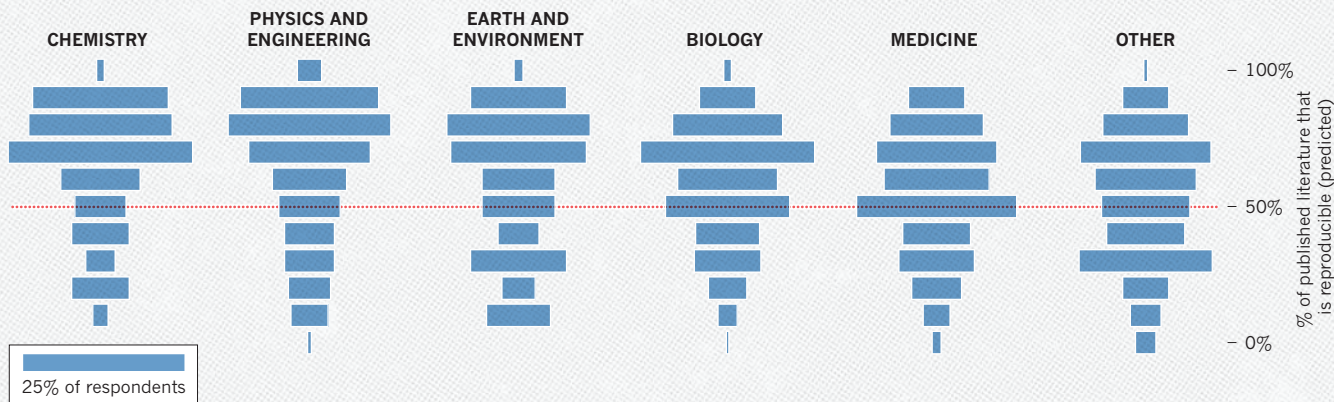 CHEMISTRY
PHYSICS AND
ENGINEERING
EARTH AND
ENVIRONMENT
BIOLOGY
MEDICINE
OTHER
100%
50%
0%
% of published literature that
is reproducible (predicted)
25% of respondents